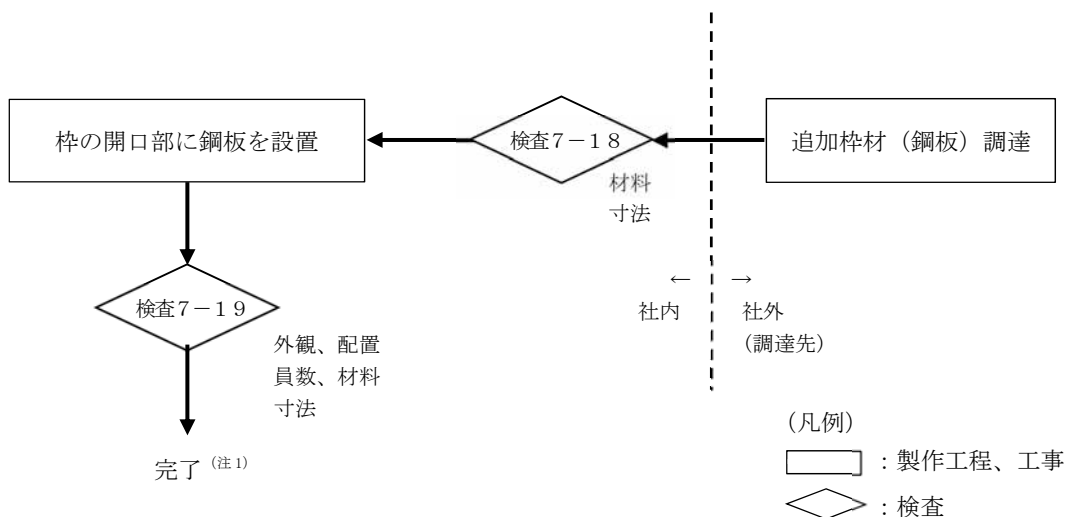 枠の開口部に鋼板を設置
検査7-18
追加枠材（鋼板）調達
材料
寸法
検査7-19
← →
社内 社外
（調達先）
外観、配置
員数、材料
寸法
完了（注1）
（凡例）
：製作工程、工事
：検査